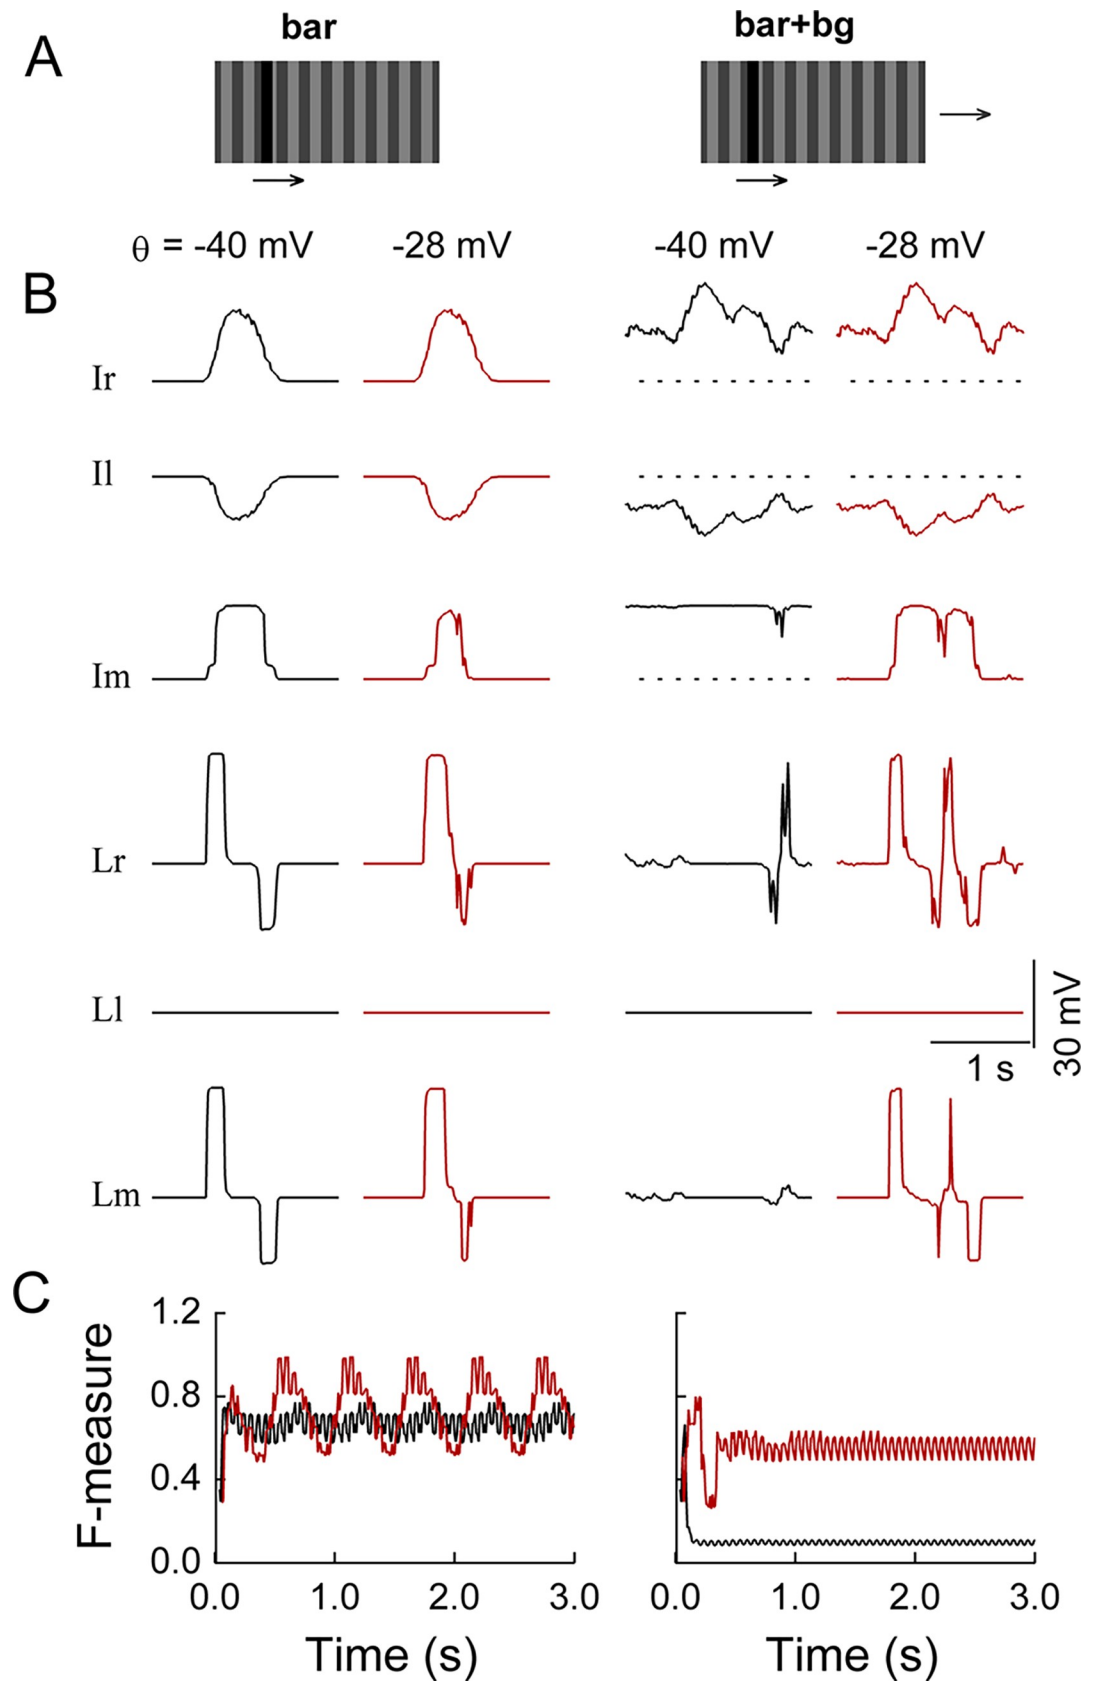 A
bar
bar+bg
θ = -40 mV
-28 mV
-40 mV
-28 mV
B
Ir
Il
Im
Lr
Ll
30 mV
1 s
Lm
C
F-measure
1.2
0.8
0.4
0.0
0.0 1.0 2.0 3.0
0.0 1.0 2.0 3.0
Time (s)
Time (s)